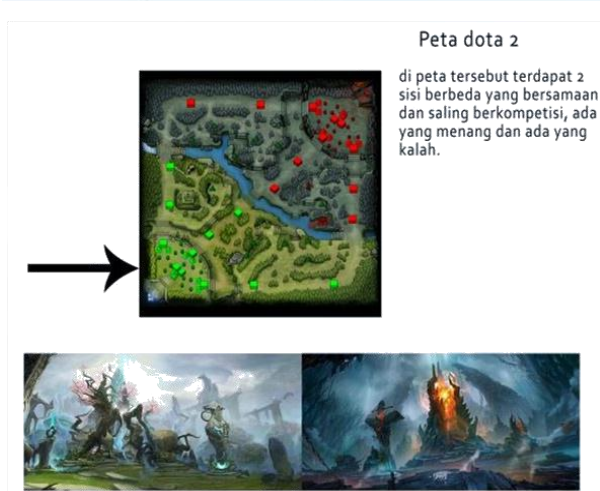 Peta dota 2
di peta tersebut terdapat 2
sisi berbeda yang bersamaan
dan saling berkompetisi, ada
yang menang dan ada yang
kalah.